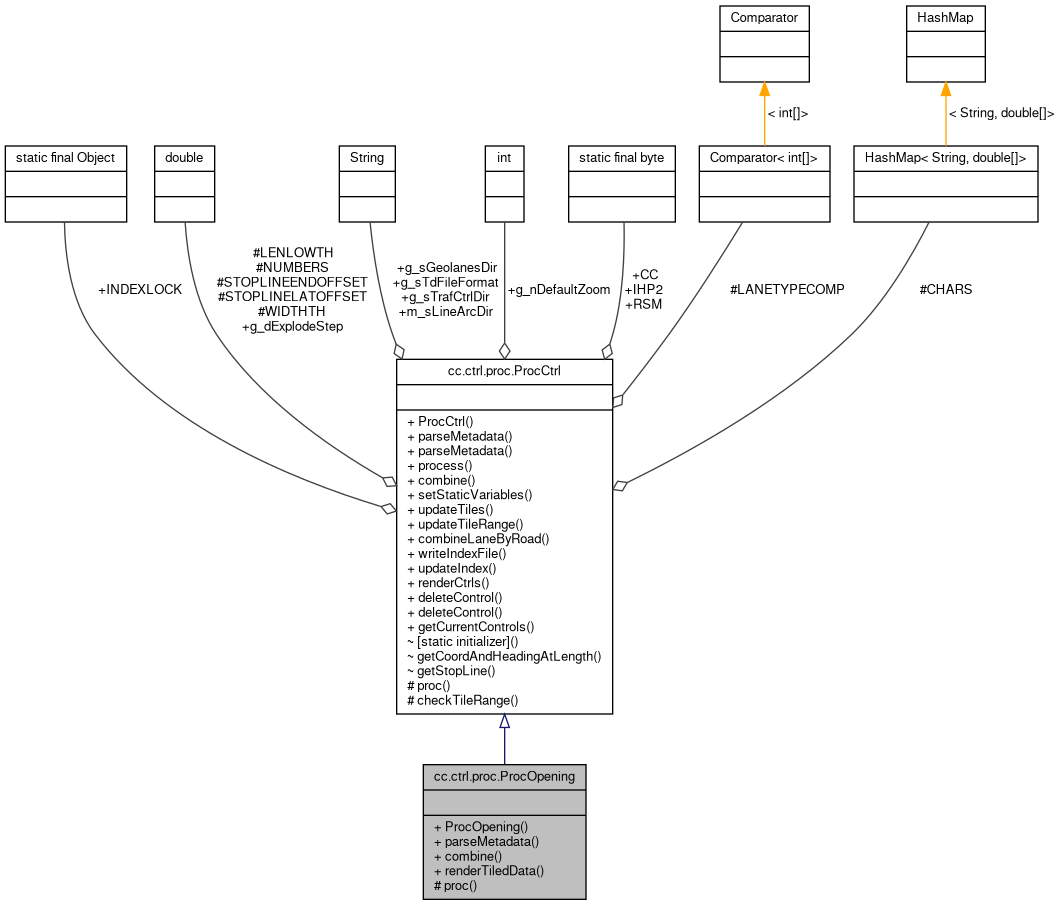 Comparator
HashMap
< int[]>
< String, double[]>
static final Object
double
String
int
static final byte
Comparator< int[]>
HashMap< String, double[]>
+INDEXLOCK
#LENLOWTH
#NUMBERS
#STOPLINEENDOFFSET
#STOPLINELATOFFSET
#WIDTHTH
+g_dExplodeStep
+g_sGeolanesDir
+g_sTdFileFormat
+g_sTrafCtrlDir
+m_sLineArcDir
+g_nDefaultZoom
+CC
+IHP2
+RSM
#LANETYPECOMP
#CHARS
cc.ctrl.proc.ProcCtrl
+ ProcCtrl()
+ parseMetadata()
+ parseMetadata()
+ process()
+ combine()
+ setStaticVariables()
+ updateTiles()
+ updateTileRange()
+ combineLaneByRoad()
+ writeIndexFile()
+ updateIndex()
+ renderCtrls()
+ deleteControl()
+ deleteControl()
+ getCurrentControls()
~ [static initializer]()
~ getCoordAndHeadingAtLength()
~ getStopLine()
# proc()
# checkTileRange()
cc.ctrl.proc.ProcOpening
+ ProcOpening()
+ parseMetadata()
+ combine()
+ renderTiledData()
# proc()